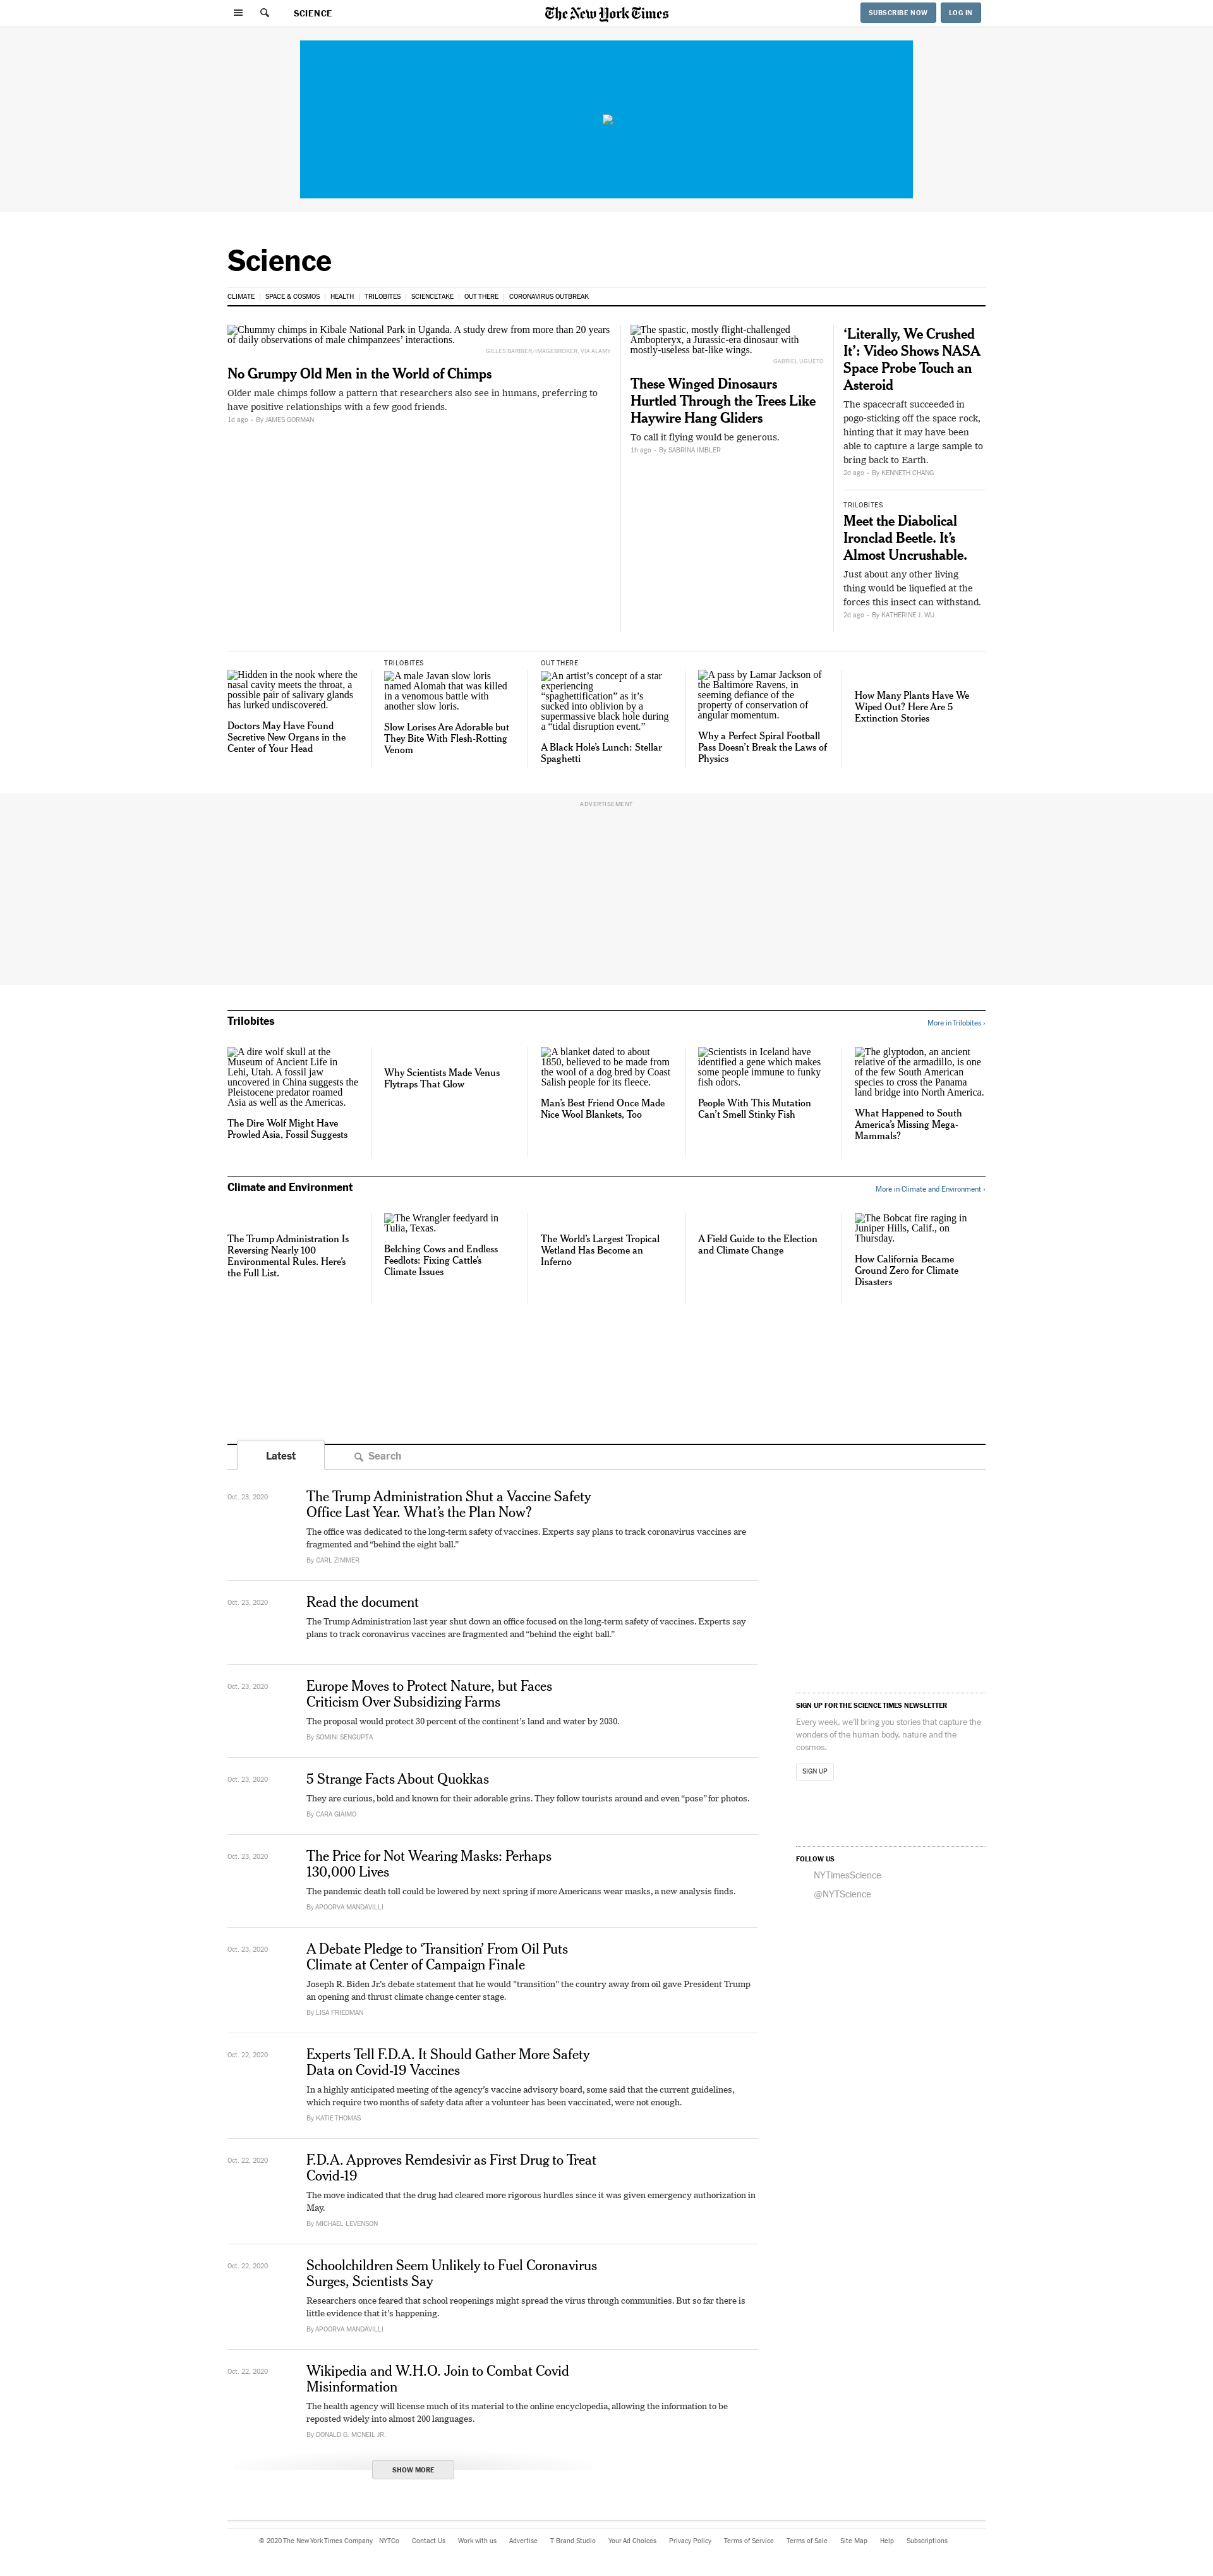 SCIENCE
The New York Times
SUBSCRIBE NOW
LOG IN
Science
CLIMATE
SPACE & COSMOS
HEALTH
TRILOBITES
SCIENCETAKE
OUT THERE
CORONAVIRUS OUTBREAK
Chummy chimps in Kibale National Park in Uganda. A study drew from more than 20 years
of daily observations of male chimpanzees’ interactions.
GILLES BARBIER/IMAGEBROKER, VIA ALAMY
No Grumpy Old Men in the World of Chimps
Older male chimps follow a pattern that researchers also see in humans, preferring to
have positive relationships with a few good friends.
1d ago - By JAMES GORMAN
The spastic, mostly flight-challenged
Ambopteryx, a Jurassic-era dinosaur with
mostly-useless bat-like wings.
GABRIEL UGUETO
These Winged Dinosaurs
Hurtled Through the Trees Like
Haywire Hang Gliders
To call it flying would be generous.
1h ago - By SABRINA IMBLER
‘Literally, We Crushed
It’: Video Shows NASA
Space Probe Touch an
Asteroid
The spacecraft succeeded in
pogo-sticking off the space rock,
hinting that it may have been
able to capture a large sample to
bring back to Earth.
2d ago - By KENNETH CHANG
TRILOBITES
Meet the Diabolical
Ironclad Beetle. It’s
Almost Uncrushable.
Just about any other living
thing would be liquefied at the
forces this insect can withstand.
2d ago - By KATHERINE J. WU
Hidden in the nook where the
nasal cavity meets the throat, a
possible pair of salivary glands
has lurked undiscovered.
Doctors May Have Found
Secretive New Organs in the
Center of Your Head
TRILOBITES
A male Javan slow loris
named Alomah that was killed
in a venomous battle with
another slow loris.
Slow Lorises Are Adorable but
They Bite With Flesh-Rotting
Venom
OUT THERE
An artist’s concept of a star
experiencing
“spaghettification” as it’s
sucked into oblivion by a
supermassive black hole during
a “tidal disruption event.”
A Black Hole’s Lunch: Stellar
Spaghetti
A pass by Lamar Jackson of
the Baltimore Ravens, in
seeming defiance of the
property of conservation of
angular momentum.
Why a Perfect Spiral Football
Pass Doesn’t Break the Laws of
Physics
How Many Plants Have We
Wiped Out? Here Are 5
Extinction Stories
ADVERTISEMENT
Trilobites
More in Trilobites ›
A dire wolf skull at the
Museum of Ancient Life in
Lehi, Utah. A fossil jaw
uncovered in China suggests the
Pleistocene predator roamed
Asia as well as the Americas.
The Dire Wolf Might Have
Prowled Asia, Fossil Suggests
Why Scientists Made Venus
Flytraps That Glow
A blanket dated to about
1850, believed to be made from
the wool of a dog bred by Coast
Salish people for its fleece.
Man’s Best Friend Once Made
Nice Wool Blankets, Too
Scientists in Iceland have
identified a gene which makes
some people immune to funky
fish odors.
People With This Mutation
Can’t Smell Stinky Fish
The glyptodon, an ancient
relative of the armadillo, is one
of the few South American
species to cross the Panama
land bridge into North America.
What Happened to South
America’s Missing Mega-
Mammals?
Climate and Environment
More in Climate and Environment ›
The Trump Administration Is
Reversing Nearly 100
Environmental Rules. Here’s
the Full List.
The Wrangler feedyard in
Tulia, Texas.
Belching Cows and Endless
Feedlots: Fixing Cattle’s
Climate Issues
The World’s Largest Tropical
Wetland Has Become an
Inferno
A Field Guide to the Election
and Climate Change
The Bobcat fire raging in
Juniper Hills, Calif., on
Thursday.
How California Became
Ground Zero for Climate
Disasters
Latest
Search
Oct. 23, 2020
The Trump Administration Shut a Vaccine Safety
Office Last Year. What’s the Plan Now?
The office was dedicated to the long-term safety of vaccines. Experts say plans to track coronavirus vaccines are
fragmented and “behind the eight ball.”
By CARL ZIMMER
Oct. 23, 2020
Read the document
The Trump Administration last year shut down an office focused on the long-term safety of vaccines. Experts say
plans to track coronavirus vaccines are fragmented and “behind the eight ball.”
Oct. 23, 2020
Europe Moves to Protect Nature, but Faces
Criticism Over Subsidizing Farms
The proposal would protect 30 percent of the continent’s land and water by 2030.
By SOMINI SENGUPTA
Oct. 23, 2020
5 Strange Facts About Quokkas
They are curious, bold and known for their adorable grins. They follow tourists around and even “pose” for photos.
By CARA GIAIMO
Oct. 23, 2020
The Price for Not Wearing Masks: Perhaps
130,000 Lives
The pandemic death toll could be lowered by next spring if more Americans wear masks, a new analysis finds.
By APOORVA MANDAVILLI
Oct. 23, 2020
A Debate Pledge to ‘Transition’ From Oil Puts
Climate at Center of Campaign Finale
Joseph R. Biden Jr.’s debate statement that he would "transition" the country away from oil gave President Trump
an opening and thrust climate change center stage.
By LISA FRIEDMAN
Oct. 22, 2020
Experts Tell F.D.A. It Should Gather More Safety
Data on Covid-19 Vaccines
In a highly anticipated meeting of the agency’s vaccine advisory board, some said that the current guidelines,
which require two months of safety data after a volunteer has been vaccinated, were not enough.
By KATIE THOMAS
Oct. 22, 2020
F.D.A. Approves Remdesivir as First Drug to Treat
Covid-19
The move indicated that the drug had cleared more rigorous hurdles since it was given emergency authorization in
May.
By MICHAEL LEVENSON
Oct. 22, 2020
Schoolchildren Seem Unlikely to Fuel Coronavirus
Surges, Scientists Say
Researchers once feared that school reopenings might spread the virus through communities. But so far there is
little evidence that it’s happening.
By APOORVA MANDAVILLI
Oct. 22, 2020
Wikipedia and W.H.O. Join to Combat Covid
Misinformation
The health agency will license much of its material to the online encyclopedia, allowing the information to be
reposted widely into almost 200 languages.
By DONALD G. MCNEIL JR.
SHOW MORE
SIGN UP FOR THE SCIENCE TIMES NEWSLETTER
Every week, we’ll bring you stories that capture the
wonders of the human body, nature and the
cosmos.
SIGN UP
FOLLOW US
NYTimesScience
@NYTScience
© 2020 The New York Times Company
NYTCo
Contact Us
Work with us
Advertise
T Brand Studio
Your Ad Choices
Privacy Policy
Terms of Service
Terms of Sale
Site Map
Help
Subscriptions